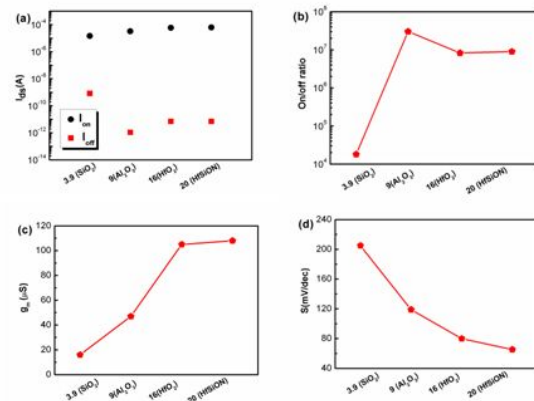 (a)
10⁻⁴
10⁻⁶
10⁻⁸
10⁻¹⁰
10⁻¹²
10⁻¹⁴
I_ds(A)
I_on
I_off
3.9 (SiO₂)
9(Al₂O₃)
16(HfO₂)
20 (HfSiON)
(b)
10⁸
10⁷
10⁶
10⁵
10⁴
On/off ratio
3.9 (SiO₂)
9(Al₂O₃)
16(HfO₂)
20 (HfSiON)
(c)
120
100
80
60
40
20
0
g_m (μS)
3.9 (SiO₂)
9(Al₂O₃)
16(HfO₂)
20 (HfSiON)
(d)
240
200
160
120
80
40
S(mV/dec)
3.9 (SiO₂)
9 (Al₂O₃)
16 (HfO₂)
20 (HfSiON)